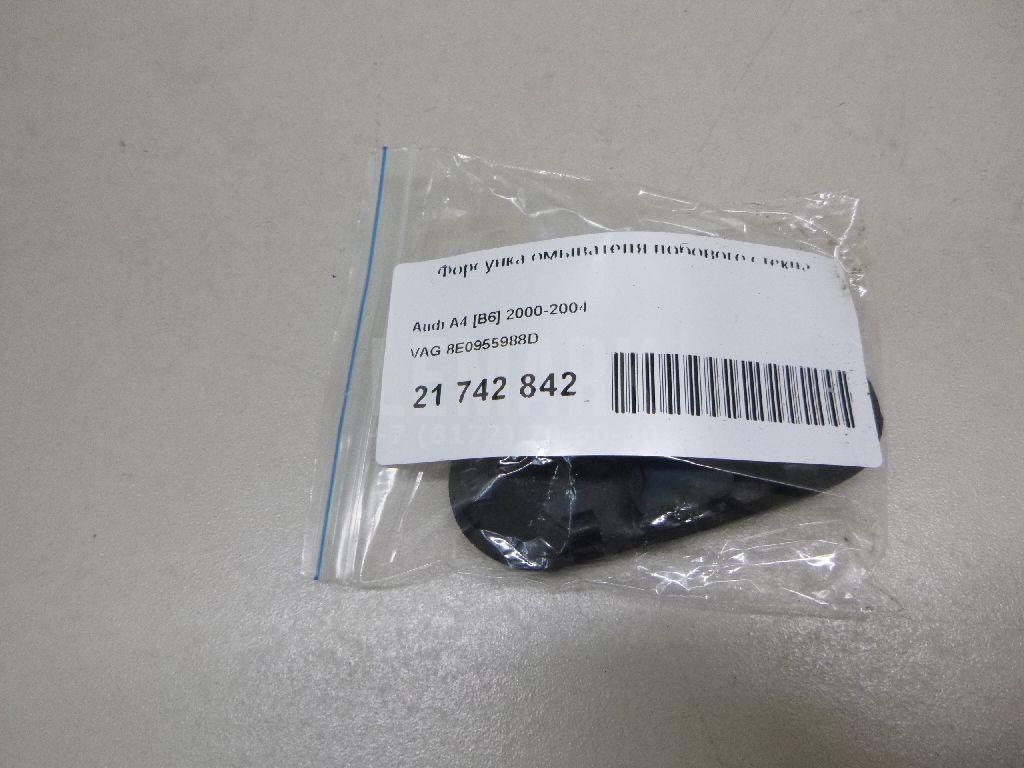 Форсунка омывателя лобового стекла
Audi A4 [B6] 2000-2004
VAG 8E0955988D
21 742 842